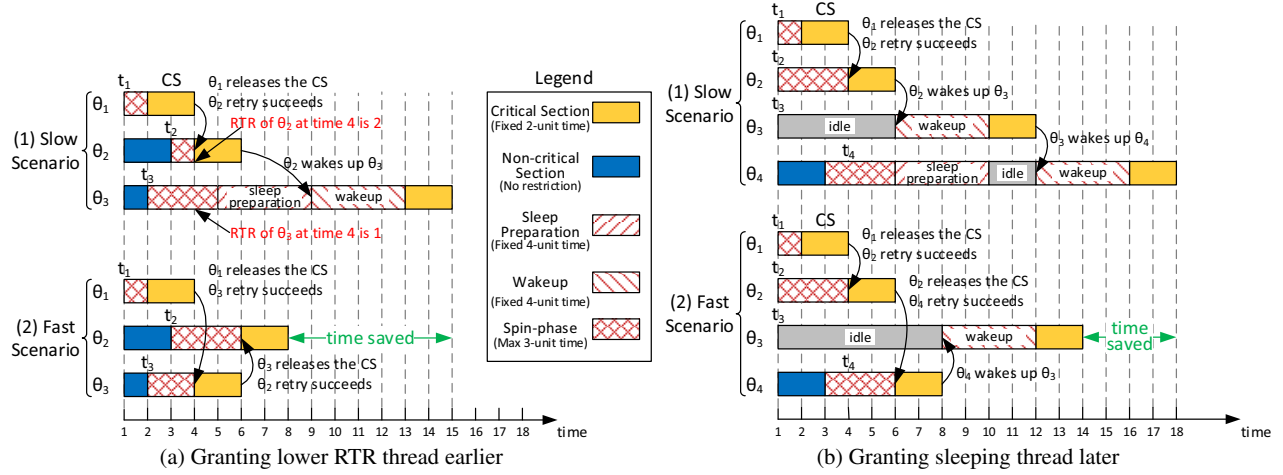 t₁ CS
θ₁
θ₁ releases the CS
θ₂ retry succeeds
(1) Slow
Scenario
t₂
RTR of θ₂ at time 4 is 2
θ₂
θ₂ wakes up θ₃
t₃
θ₃
sleep
preparation
wakeup
RTR of θ₃ at time 4 is 1
t₁
θ₁
θ₁ releases the CS
θ₃ retry succeeds
(2) Fast
Scenario
t₂
θ₂
time saved
t₃
θ₃
θ₃ releases the CS
θ₂ retry succeeds
1 2 3 4 5 6 7 8 9 10 11 12 13 14 15 16 17 18
time
(a) Granting lower RTR thread earlier
Legend
Critical Section
(Fixed 2-unit time)
Non-critical
Section
(No restriction)
Sleep
Preparation
(Fixed 4-unit time)
Wakeup
(Fixed 4-unit time)
Spin-phase
(Max 3-unit time)
t₁
θ₁
θ₁ releases the CS
θ₂ retry succeeds
t₂
θ₂
(1) Slow
Scenario
θ₂ wakes up θ₃
t₃
θ₃
idle
wakeup
θ₃ wakes up θ₄
t₄
θ₄
sleep
preparation
idle
wakeup
t₁ CS
θ₁
θ₁ releases the CS
θ₂ retry succeeds
t₂
θ₂
θ₂ releases the CS
θ₄ retry succeeds
(2) Fast
Scenario
t₃
θ₃
idle
wakeup
time
saved
t₄
θ₄
θ₄ wakes up θ₃
1 2 3 4 5 6 7 8 9 10 11 12 13 14 15 16 17 18
time
(b) Granting sleeping thread later